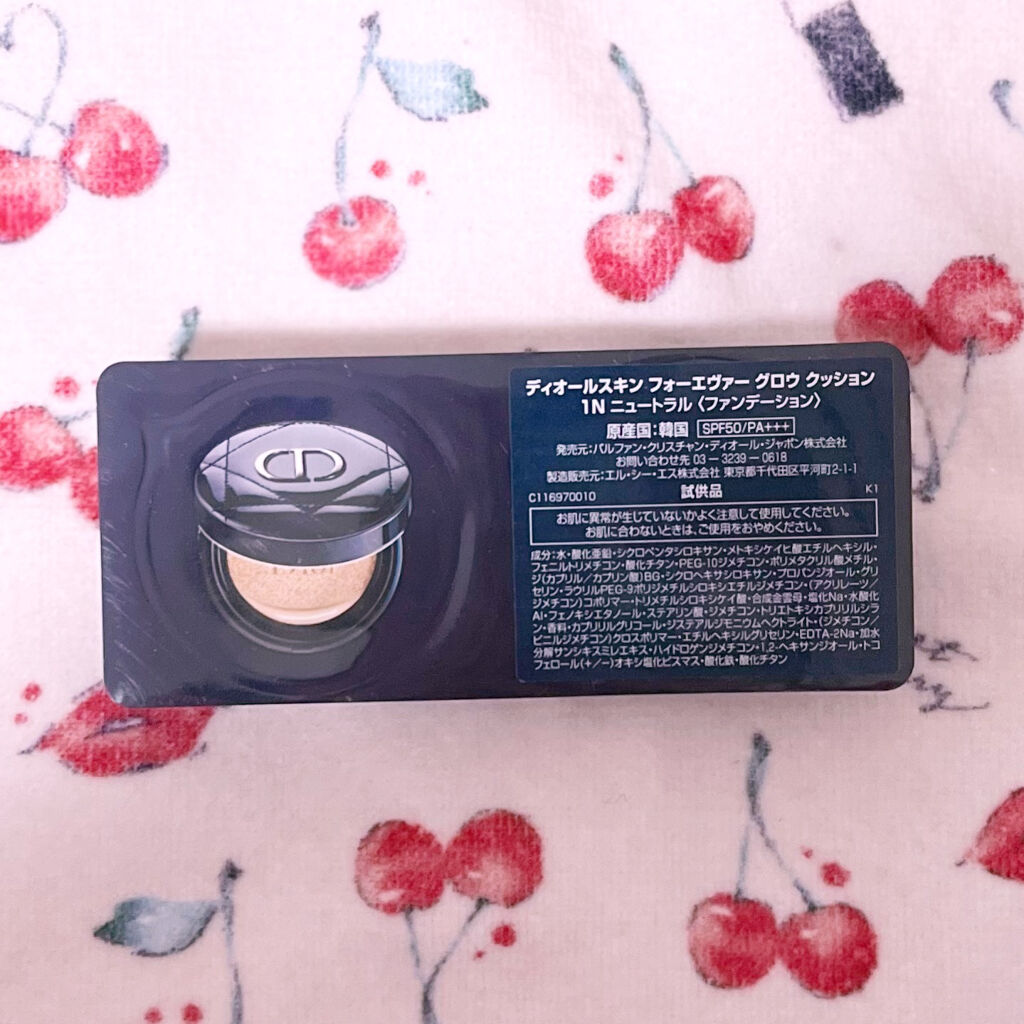 ディオールスキン フォーエヴァー グロウ クッション
1N ニュートラル〈ファンデーション〉
原産国:韓国 SPF50/PA+++
発売元:パルファン・クリスチャン・ディオール・ジャポン株式会社
お問い合わせ先 03-3239-0618
製造販売元:エル・シー・エス株式会社 東京都千代田区平河町2-1-1
C116970010 試供品 K1
お肌に異常が生じていないかよく注意して使用してください。
お肌に合わないときは、ご使用をおやめください。
成分:水・酸化亜鉛・シクロペンタシロキサン・メトキシケイヒ酸エチルヘキシル・
フェニルトリメチコン・酸化チタン・PEG-10ジメチコン・ポリメタクリル酸メチル・
ジ(カプリル/カプリン酸)BG・シクロヘキサシロキサン・プロパンジオール・グリ
セリン・ラウリルPEG-9ポリジメチルシロキシエチルジメチコン・(アクリレーツ/
ジメチコン)コポリマー・トリメチルシロキシケイ酸・合成金雲母・塩化Na・水酸化
Al・フェノキシエタノール・ステアリン酸・ジメチコン・トリエトキシカプリリルシラ
ン・香料・カプリリルグリコール・ジステアルジモニウムヘクトライト・(ジメチコン/
ビニルジメチコン)クロスポリマー・エチルヘキシルグリセリン・EDTA-2Na・加水
分解サンシキスミレエキス・ハイドロゲンジメチコン・1,2-ヘキサンジオール・トコ
フェロール(+/-)オキシ塩化ビスマス・酸化鉄・酸化チタン